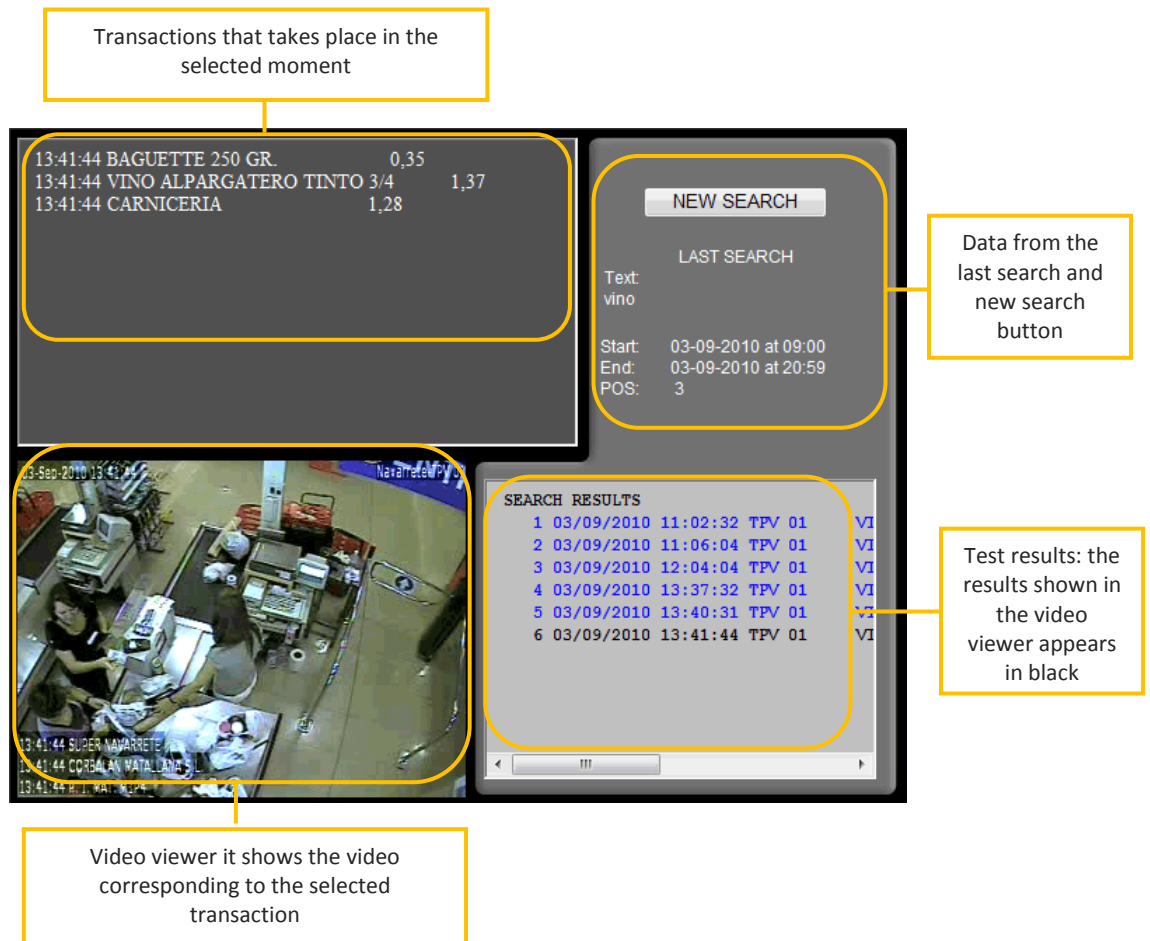 Transactions that takes place in the
selected moment
13:41:44 BAGUETTE 250 GR. 0,35
13:41:44 VINO ALPARGATERO TINTO 3/4 1,37
13:41:44 CARNICERIA 1,28
NEW SEARCH
LAST SEARCH
Text:
vino
Start: 03-09-2010 at 09:00
End: 03-09-2010 at 20:59
POS: 3
Data from the
last search and
new search
button
03-Sep-2010 13:41:44
Navarrete TPV
SEARCH RESULTS
1 03/09/2010 11:02:32 TPV 01 VI
2 03/09/2010 11:06:04 TPV 01 VI
3 03/09/2010 12:04:04 TPV 01 VI
4 03/09/2010 13:37:32 TPV 01 VI
5 03/09/2010 13:40:31 TPV 01 VI
6 03/09/2010 13:41:44 TPV 01 VI
Test results: the
results shown in
the video
viewer appears
in black
13:41:44 SUPER NAVARRETE
13:41:44 CORBALAN MATALLANA S.L.
13:41:44
Video viewer it shows the video
corresponding to the selected
transaction